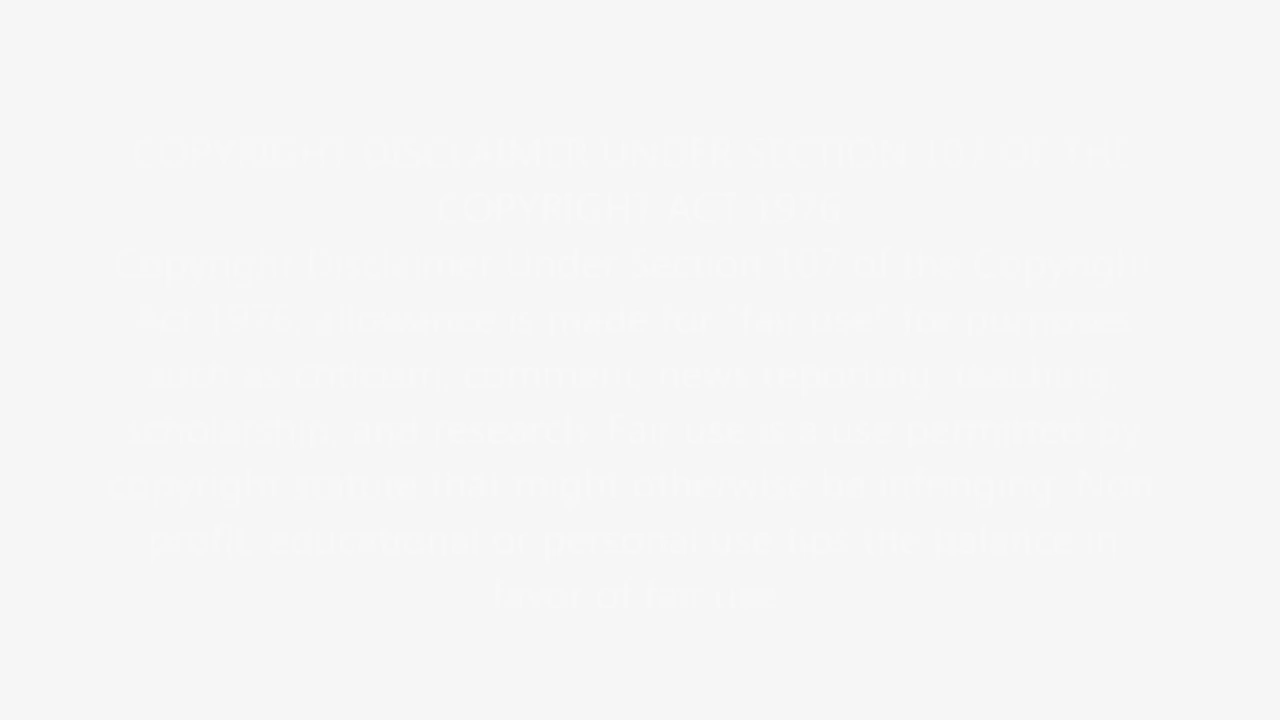 COPYRIGHT DISCLAIMER UNDER SECTION 107 OF THE
COPYRIGHT ACT 1976
Copyright Disclaimer Under Section 107 of the Copyright
Act 1976, allowance is made for "fair use" for purposes
such as criticism, comment, news reporting, teaching,
scholarship, and research. Fair use is a use permitted by
copyright statute that might otherwise be infringing. Non-
profit, educational or personal use tips the balance in
favor of fair use.